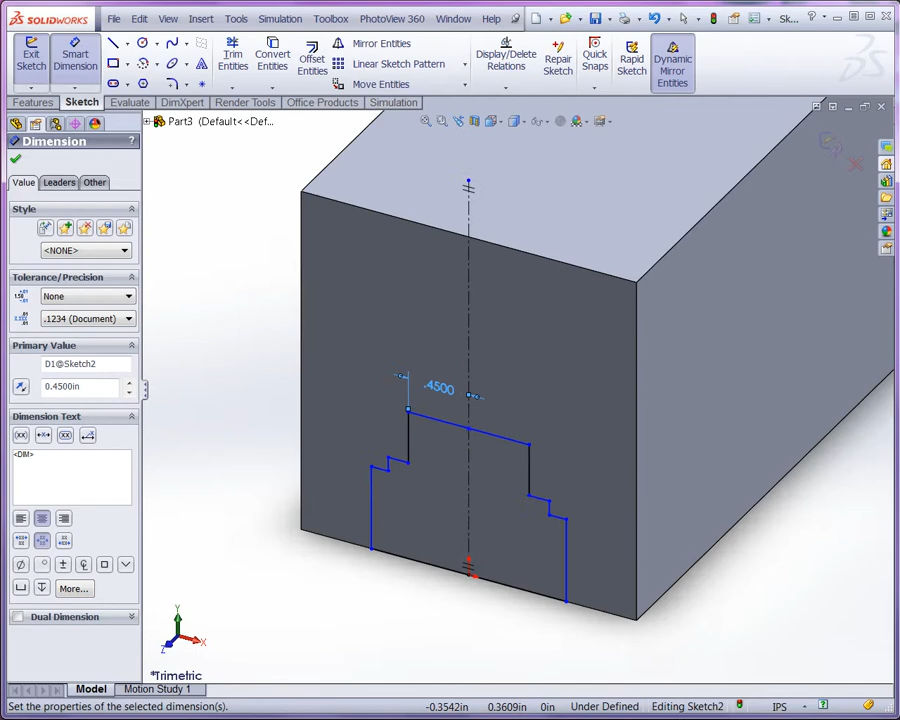 SOLIDWORKS File Edit View Insert Tools Simulation Toolbox PhotoView 360 Window Help Sk...
Exit Sketch
Smart Dimension
Trim Entities
Convert Entities
Offset Entities
Mirror Entities
Linear Sketch Pattern
Move Entities
Display/Delete Relations
Repair Sketch
Quick Snaps
Rapid Sketch
Dynamic Mirror Entities
Features Sketch Evaluate DimXpert Render Tools Office Products Simulation
Part3 (Default<<Def...
Dimension ?
Value Leaders Other
Style
<NONE>
Tolerance/Precision
None
.1234 (Document)
Primary Value
D1@Sketch2
0.4500in
Dimension Text
<DIM>
More...
Dual Dimension
.4500
Y
X
Z
*Trimetric
Model Motion Study 1
Set the properties of the selected dimension(s). -0.3542in 0.3609in 0in Under Defined Editing Sketch2 IPS